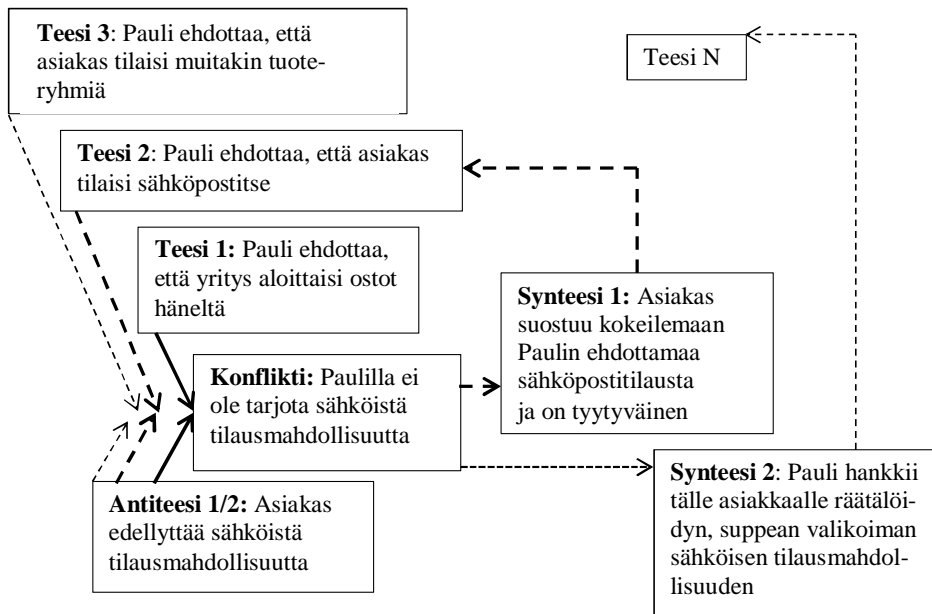 Teesi 3: Pauli ehdottaa, että
asiakas tilaisi muitakin tuote-
ryhmiä
Teesi N
Teesi 2: Pauli ehdottaa, että asiakas
tilaisi sähköpostitse
Teesi 1: Pauli ehdottaa,
että yritys aloittaisi ostot
häneltä
Synteesi 1: Asiakas
suostuu kokeilemaan
Paulin ehdottamaa
sähköpostitilausta
ja on tyytyväinen
Konflikti: Paulilla ei
ole tarjota sähköistä
tilausmahdollisuutta
Antiteesi 1/2: Asiakas
edellyttää sähköistä
tilausmahdollisuutta
Synteesi 2: Pauli hankkii
tälle asiakkaalle räätälöi-
dyn, suppean valikoiman
sähköisen tilausmahdol-
lisuuden